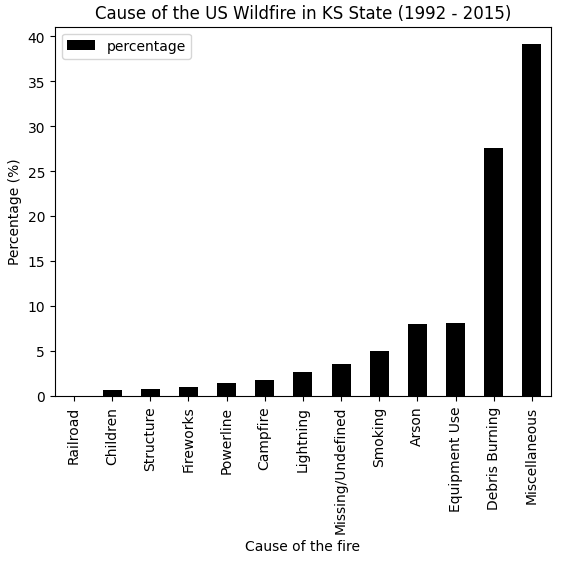 Cause of the US Wildfire in KS State (1992 - 2015)
percentage
Percentage (%)
40
35
30
25
20
15
10
5
0
Railroad
Children
Structure
Fireworks
Powerline
Campfire
Lightning
Missing/Undefined
Smoking
Arson
Equipment Use
Debris Burning
Miscellaneous
Cause of the fire